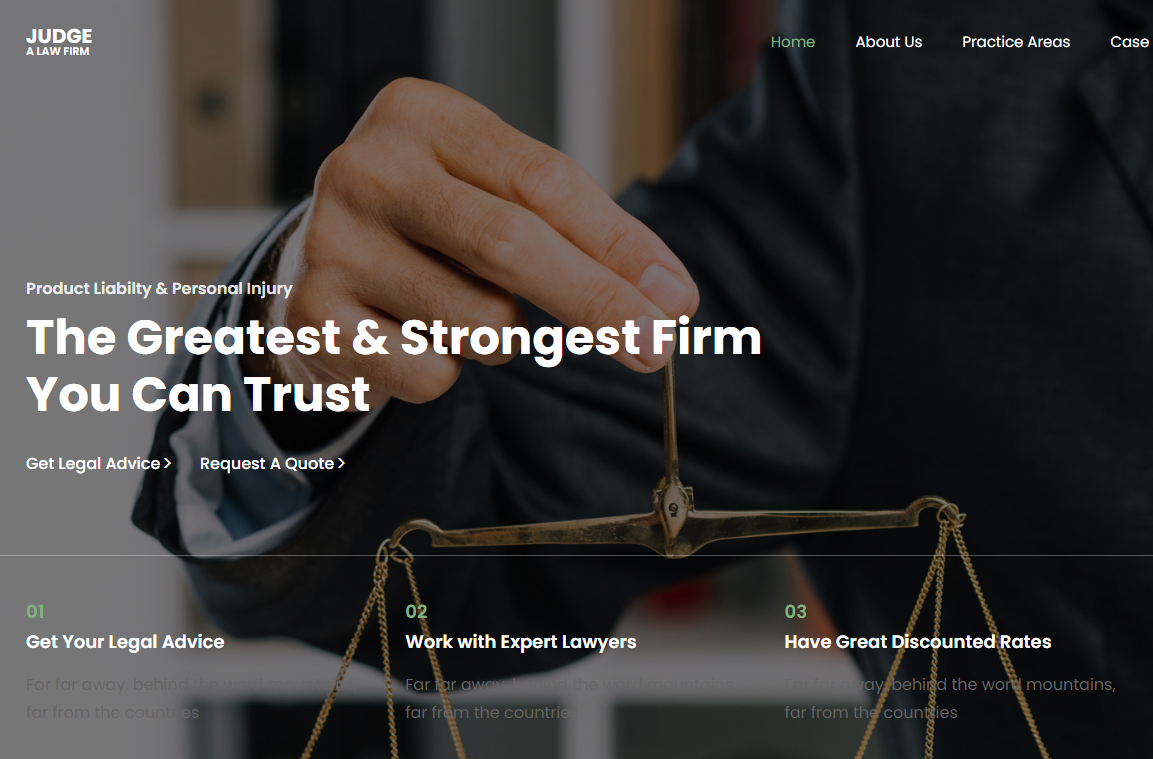 JUDGE
A LAW FIRM
Home About Us Practice Areas Case
Product Liabilty & Personal Injury
The Greatest & Strongest Firm
You Can Trust
Get Legal Advice Request A Quote
01 02 03
Get Your Legal Advice Work with Expert Lawyers Have Great Discounted Rates
Far far away, behind the word mountains, Far far away, behind the word mountains, Far far away, behind the word mountains,
far from the countries far from the countries far from the countries